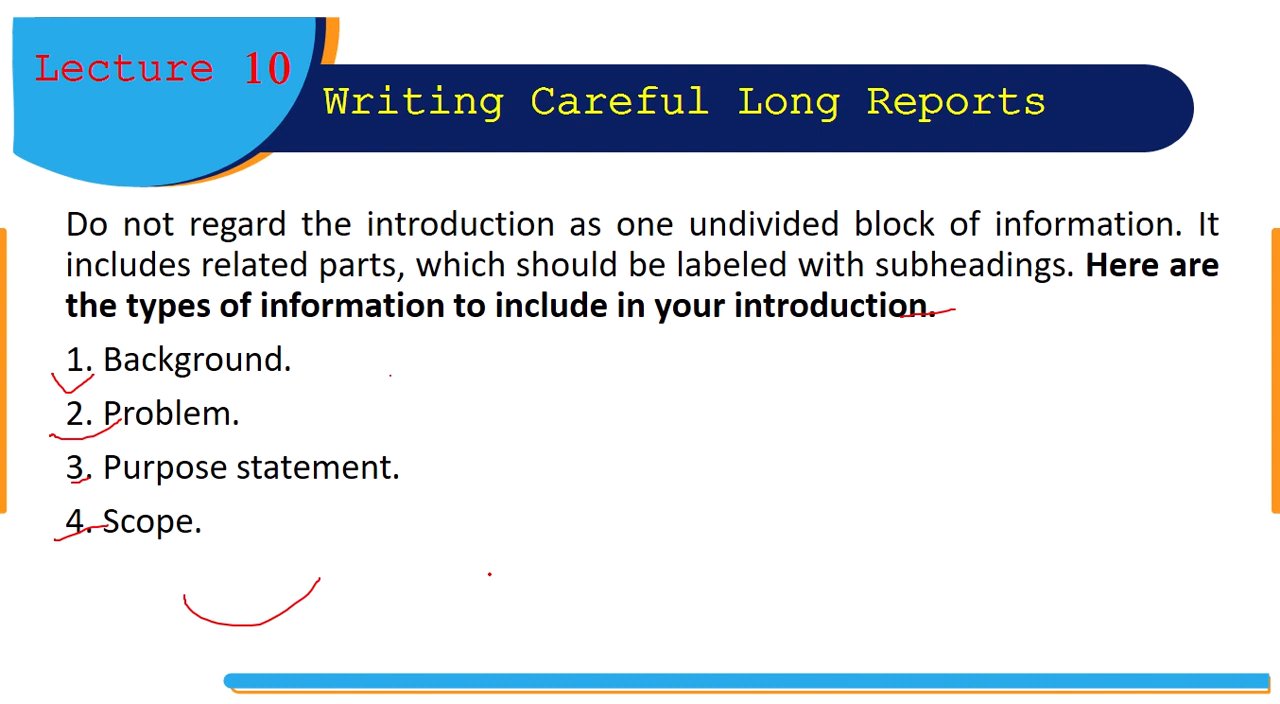 Lecture 10
Writing Careful Long Reports
Do not regard the introduction as one undivided block of information. It
includes related parts, which should be labeled with subheadings. Here are
the types of information to include in your introduction.
1. Background.
2. Problem.
3. Purpose statement.
4. Scope.